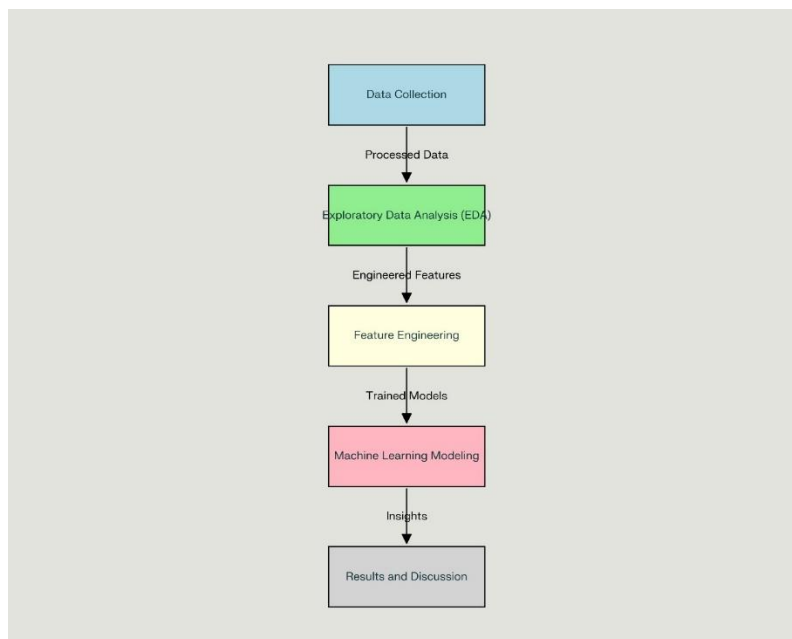 Data Collection
Processed Data
Exploratory Data Analysis (EDA)
Engineered Features
Feature Engineering
Trained Models
Machine Learning Modeling
Insights
Results and Discussion